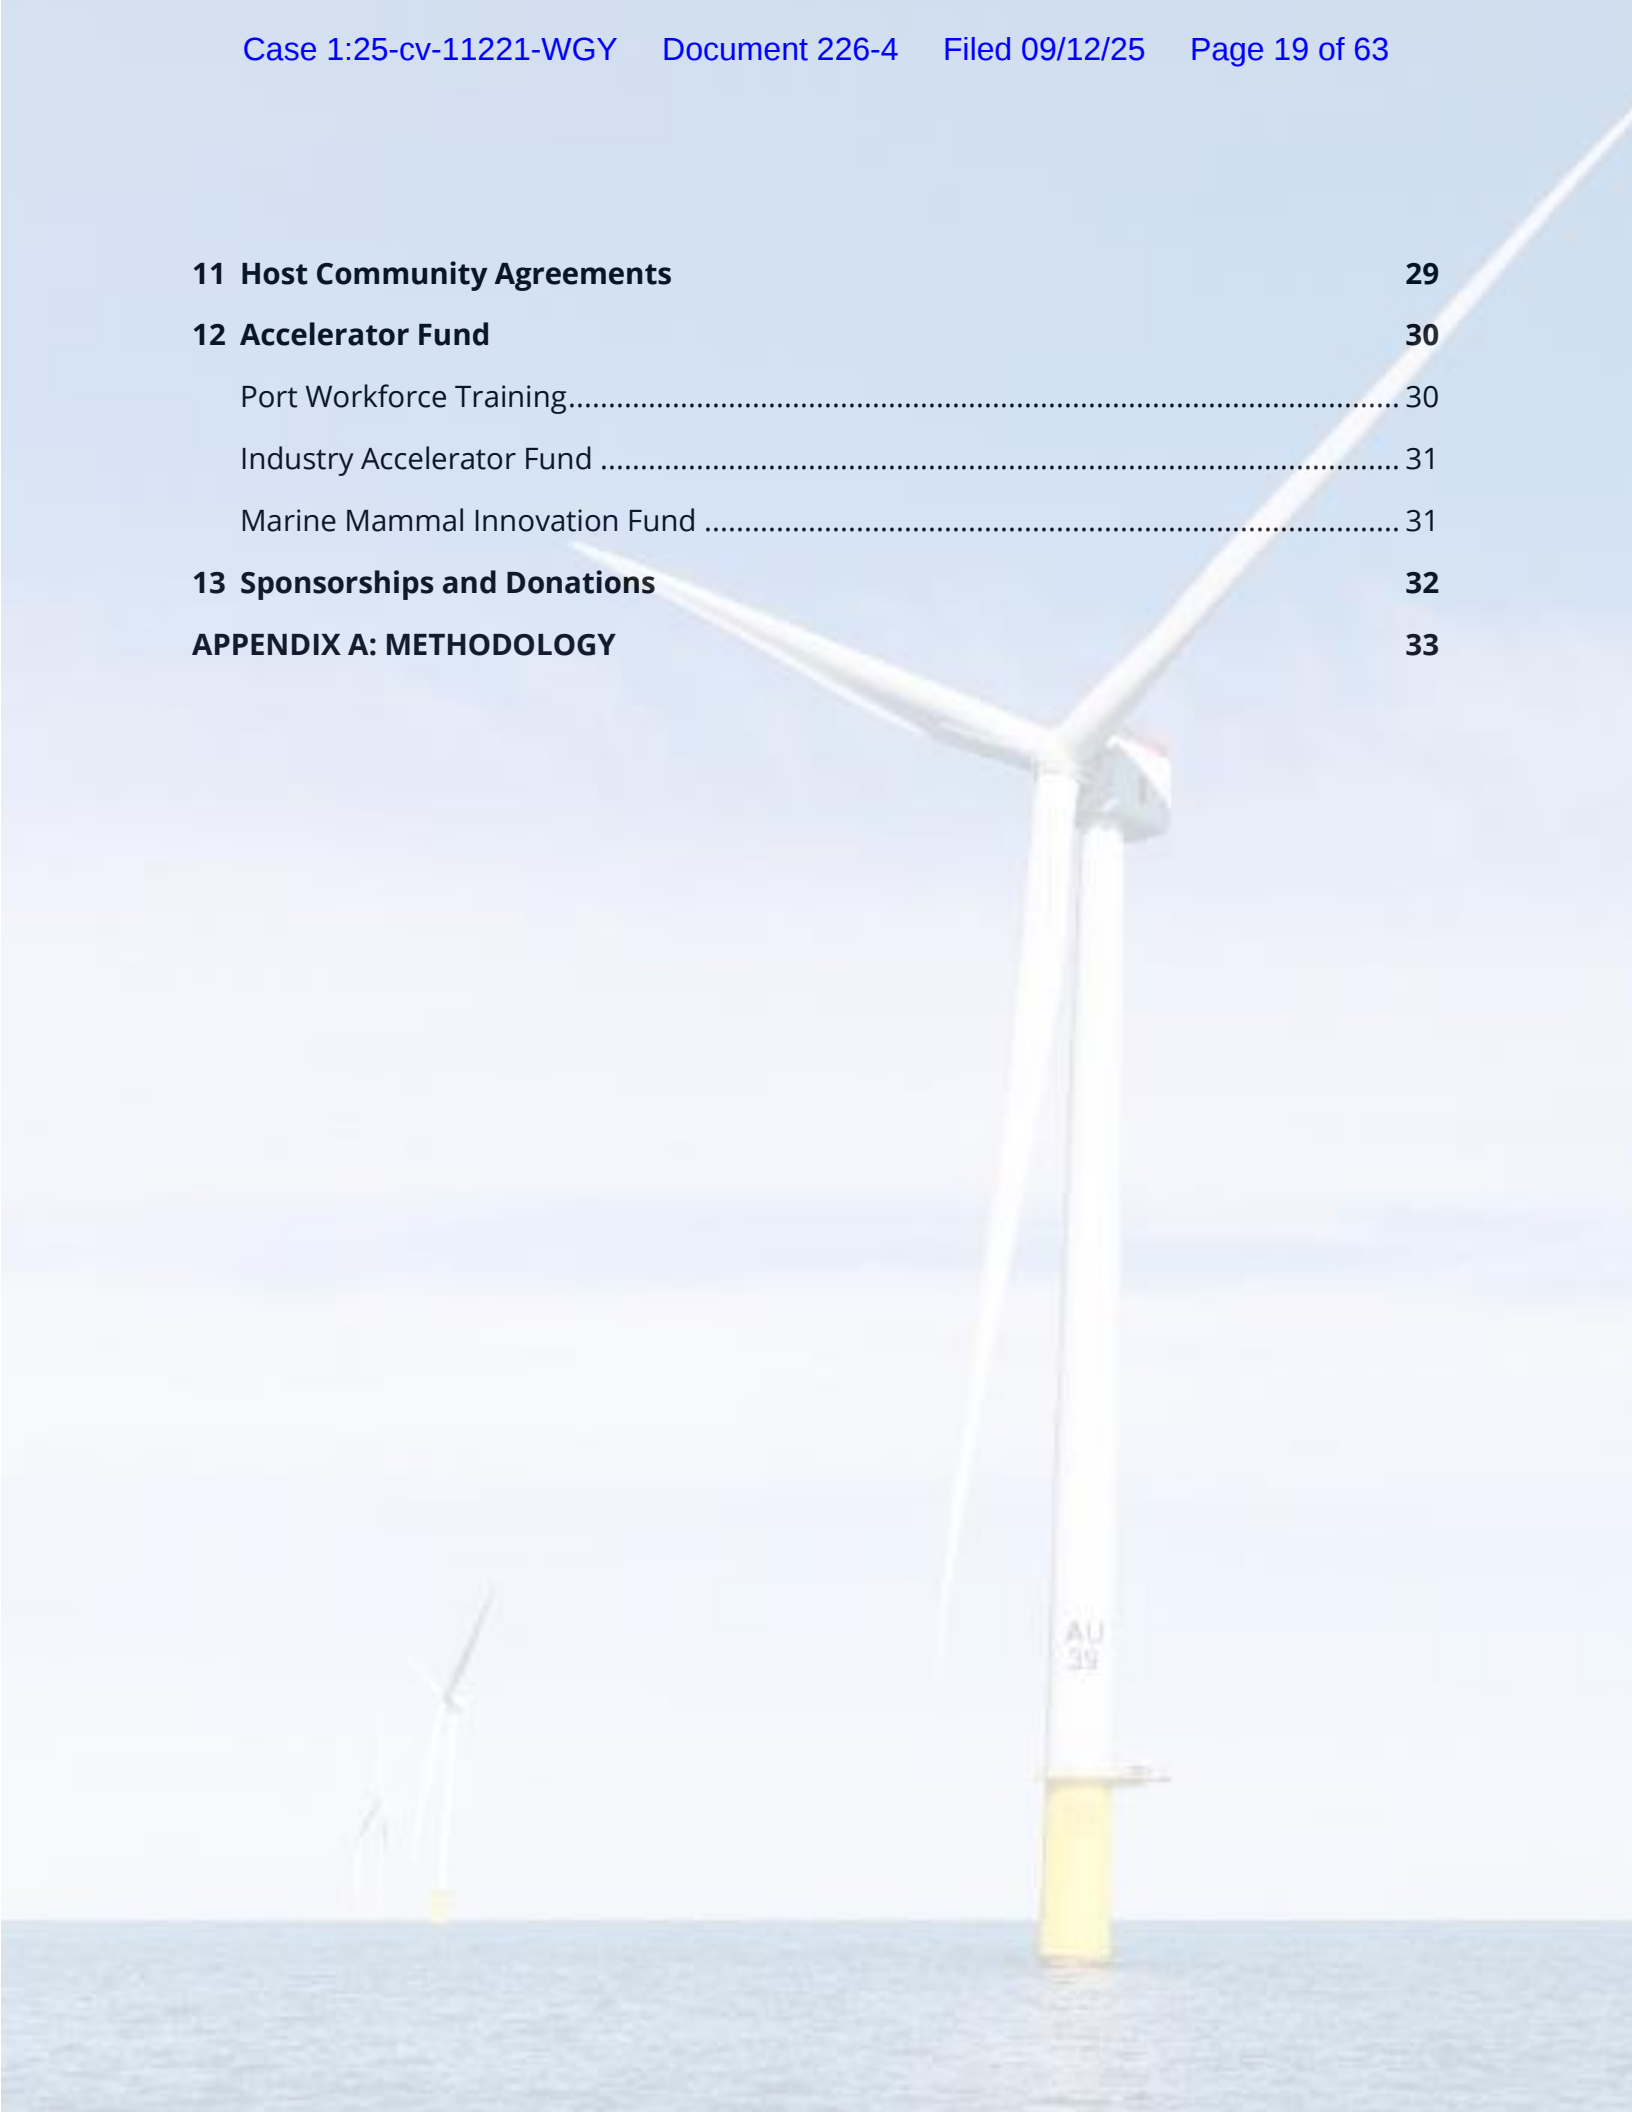 Case 1:25-cv-11221-WGY Document 226-4 Filed 09/12/25 Page 19 of 63
11 Host Community Agreements 29
12 Accelerator Fund 30
Port Workforce Training.......................................................................................................... 30
Industry Accelerator Fund ..................................................................................................... 31
Marine Mammal Innovation Fund ........................................................................................ 31
13 Sponsorships and Donations 32
APPENDIX A: METHODOLOGY 33
AU
39